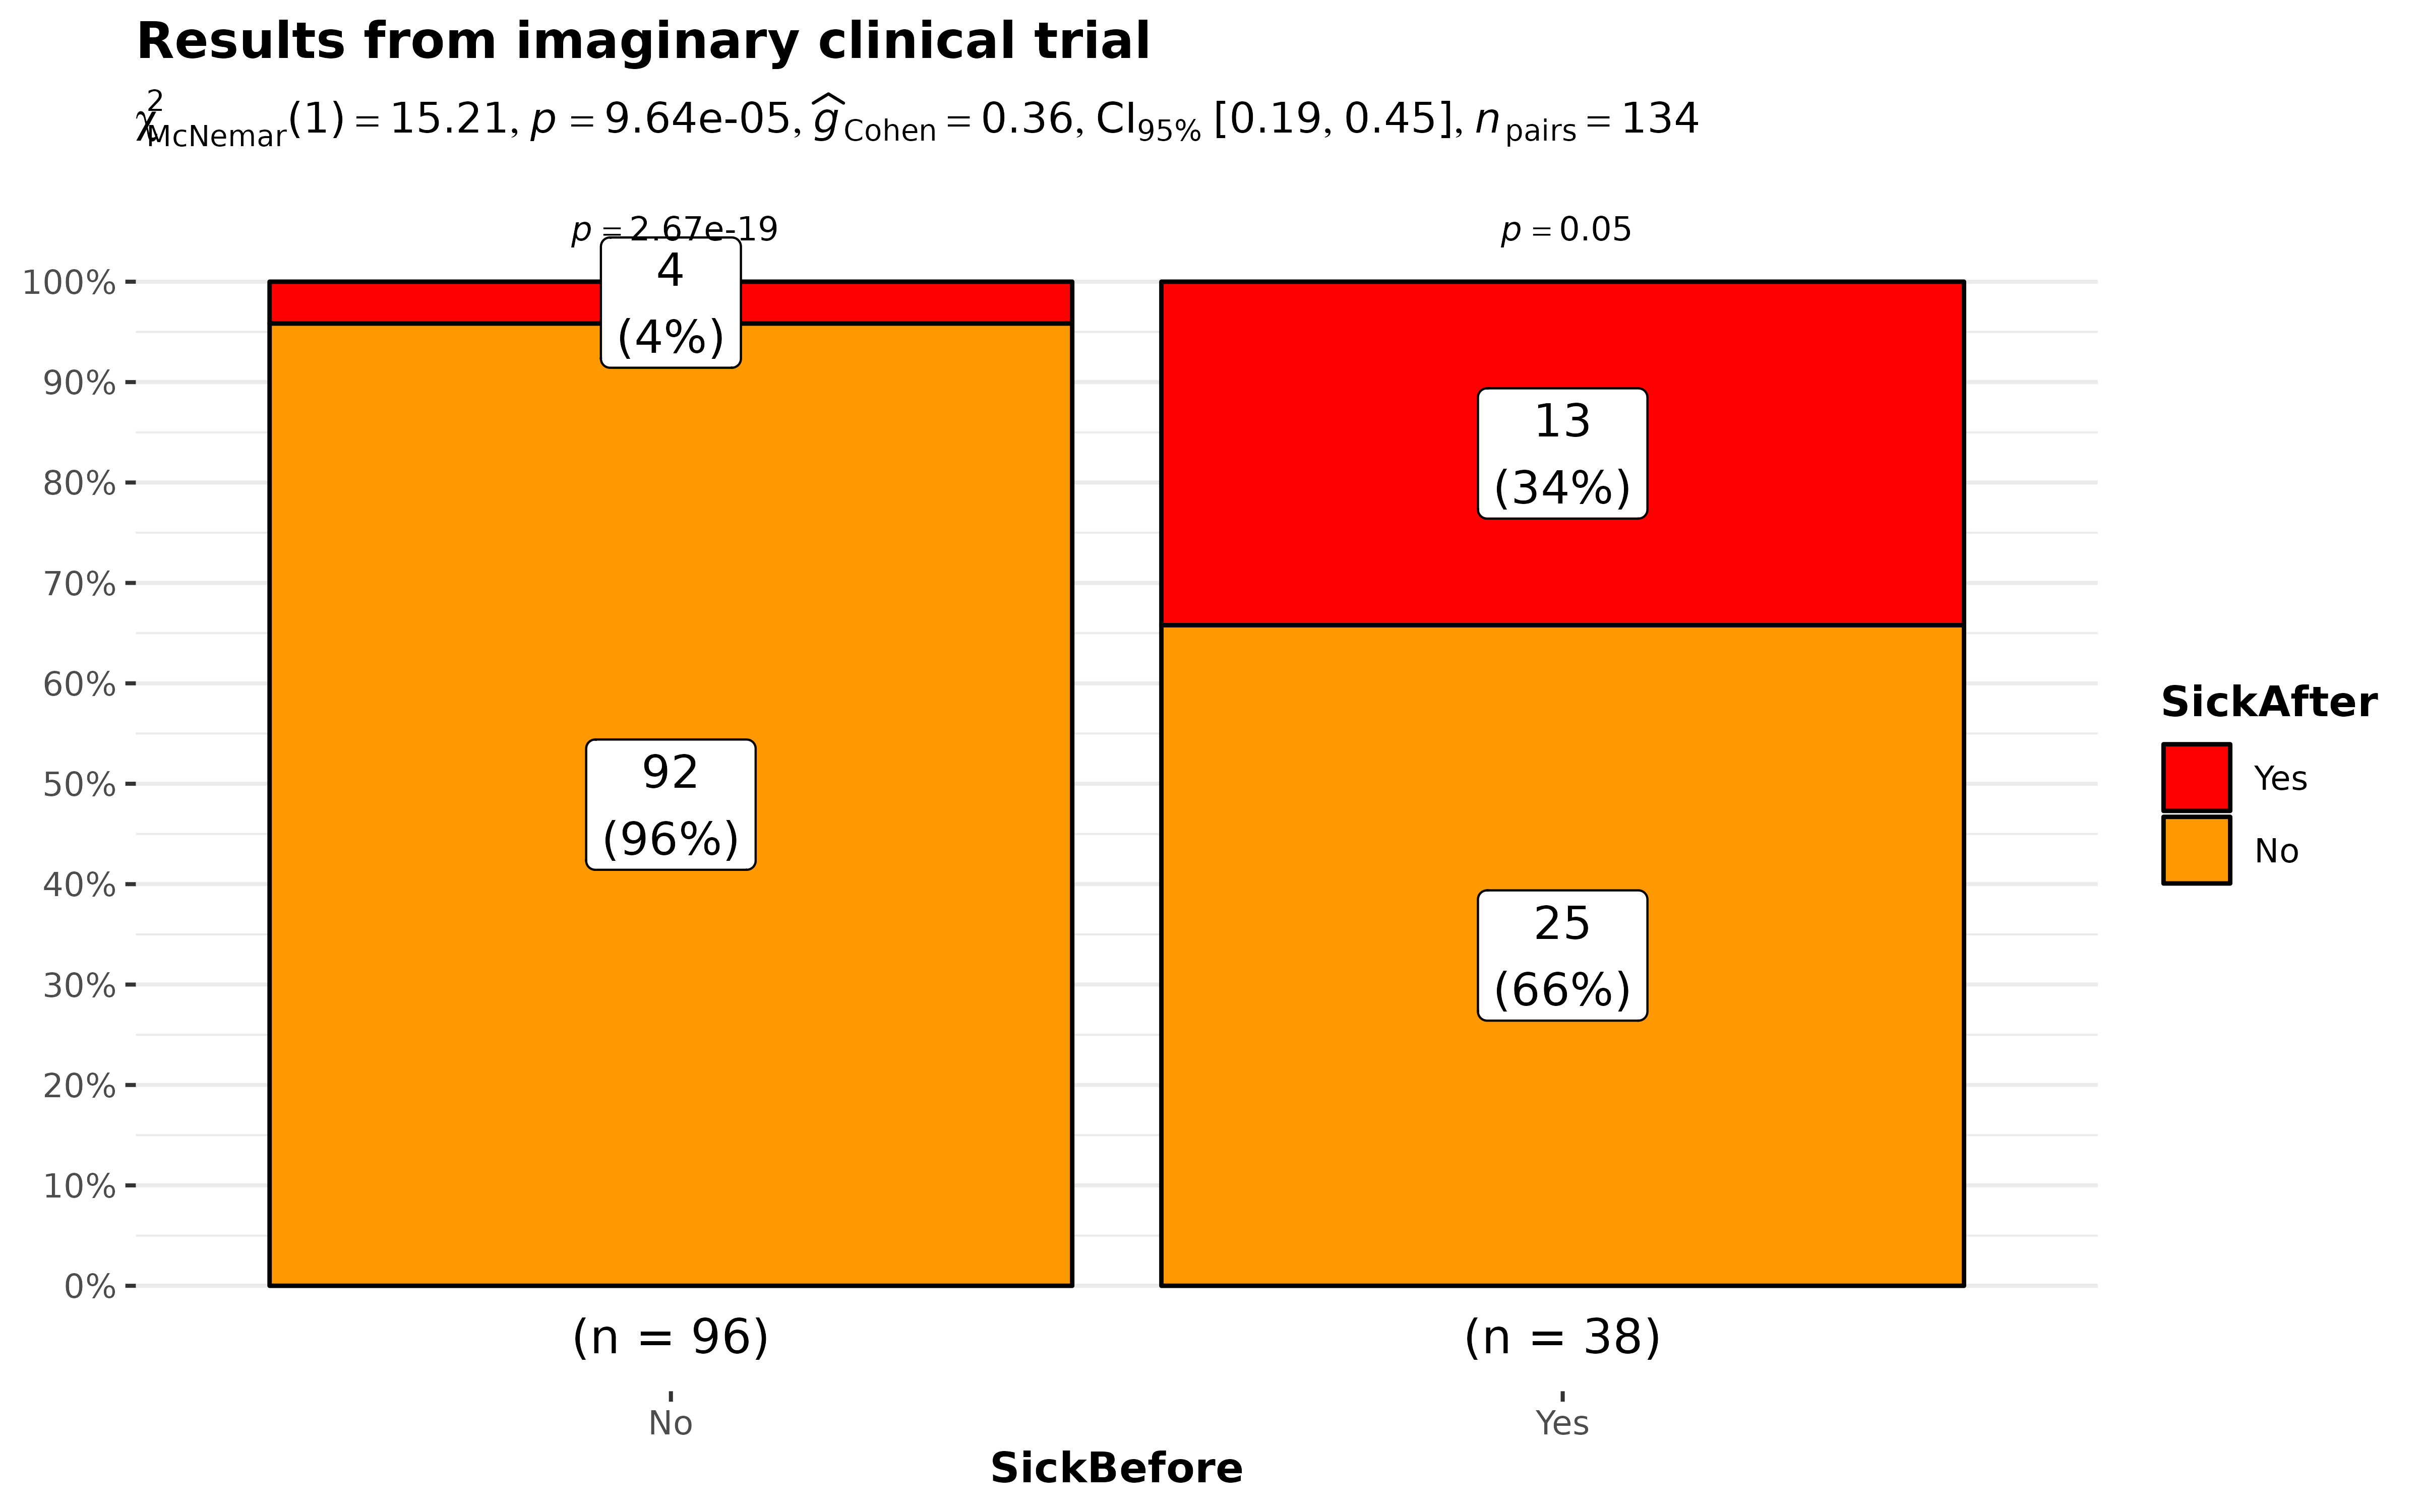 Results from imaginary clinical trial
χ²McNemar(1) = 15.21, p = 9.64e-05, ĝCohen = 0.36, CI95% [0.19, 0.45], npairs = 134
p = 2.67e-19
p = 0.05
100%
90%
80%
70%
60%
50%
40%
30%
20%
10%
0%
4
(4%)
92
(96%)
13
(34%)
25
(66%)
(n = 96)
(n = 38)
No
Yes
SickBefore
SickAfter
Yes
No